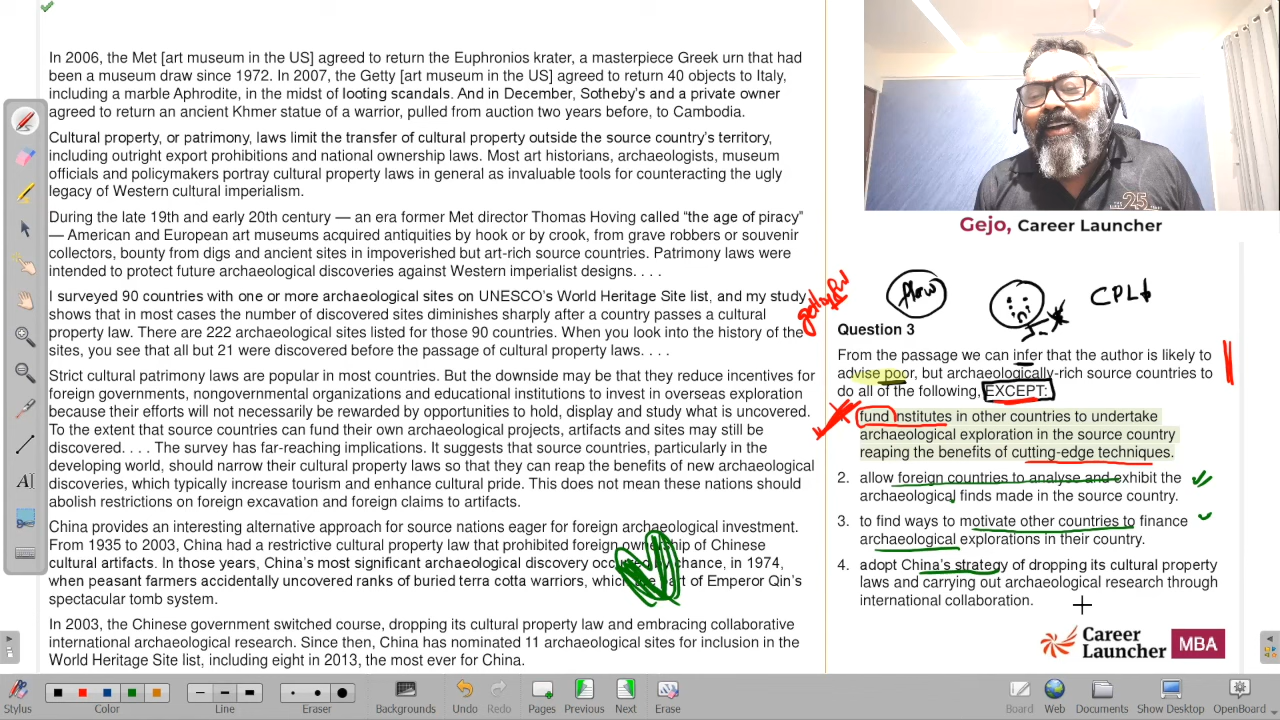 In 2006, the Met [art museum in the US] agreed to return the Euphronios krater, a masterpiece Greek urn that had
been a museum draw since 1972. In 2007, the Getty [art museum in the US] agreed to return 40 objects to Italy,
including a marble Aphrodite, in the midst of looting scandals. And in December, Sotheby's and a private owner
agreed to return an ancient Khmer statue of a warrior, pulled from auction two years before, to Cambodia.
Cultural property, or patrimony, laws limit the transfer of cultural property outside the source country's territory,
including outright export prohibitions and national ownership laws. Most art historians, archaeologists, museum
officials and policymakers portray cultural property laws in general as invaluable tools for counteracting the ugly
legacy of Western cultural imperialism.
During the late 19th and early 20th century — an era former Met director Thomas Hoving called “the age of piracy”
— American and European art museums acquired antiquities by hook or by crook, from grave robbers or souvenir
collectors, bounty from digs and ancient sites in impoverished but art-rich source countries. Patrimony laws were
intended to protect future archaeological discoveries against Western imperialist designs. . . .
I surveyed 90 countries with one or more archaeological sites on UNESCO's World Heritage Site list, and my study
shows that in most cases the number of discovered sites diminishes sharply after a country passes a cultural
property law. There are 222 archaeological sites listed for those 90 countries. When you look into the history of the
sites, you see that all but 21 were discovered before the passage of cultural property laws. . . .
Strict cultural patrimony laws are popular in most countries. But the downside may be that they reduce incentives for
foreign governments, nongovernmental organizations and educational institutions to invest in overseas exploration
because their efforts will not necessarily be rewarded by opportunities to hold, display and study what is uncovered.
To the extent that source countries can fund their own archaeological projects, artifacts and sites may still be
discovered. . . . The survey has far-reaching implications. It suggests that source countries, particularly in the
developing world, should narrow their cultural property laws so that they can reap the benefits of new archaeological
discoveries, which typically increase tourism and enhance cultural pride. This does not mean these nations should
abolish restrictions on foreign excavation and foreign claims to artifacts.
China provides an interesting alternative approach for source nations eager for foreign archaeological investment.
From 1935 to 2003, China had a restrictive cultural property law that prohibited foreign ownership of Chinese
cultural artifacts. In those years, China's most significant archaeological discovery occurred by chance, in 1974,
when peasant farmers accidentally uncovered ranks of buried terra cotta warriors, which are part of Emperor Qin's
spectacular tomb system.
In 2003, the Chinese government switched course, dropping its cultural property law and embracing collaborative
international archaeological research. Since then, China has nominated 11 archaeological sites for inclusion in the
World Heritage Site list, including eight in 2013, the most ever for China.
25
Gejo, Career Launcher
flow
CPL↓
Question 3
From the passage we can infer that the author is likely to
advise poor, but archaeologically-rich source countries to
do all of the following, EXCEPT:
fund institutes in other countries to undertake
archaeological exploration in the source country
reaping the benefits of cutting-edge techniques.
2. allow foreign countries to analyse and exhibit the
archaeological finds made in the source country.
3. to find ways to motivate other countries to finance
archaeological explorations in their country.
4. adopt China's strategy of dropping its cultural property
laws and carrying out archaeological research through
international collaboration.
Career
Launcher MBA
Stylus
Color
Line
Eraser
Backgrounds
Undo
Redo
Pages
Previous
Next
Erase
Board
Web
Documents
Show Desktop
OpenBoard